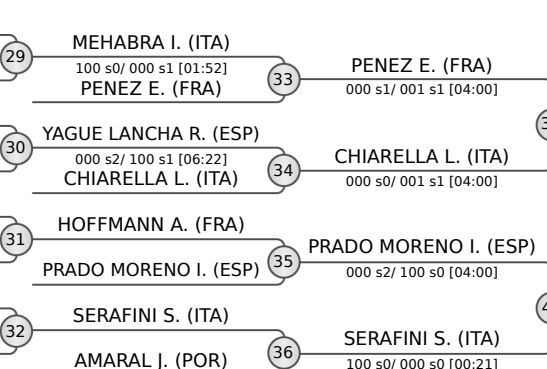 MEHABRA I. (ITA)
29
100 s0/ 000 s1 [01:52]
PENEZ E. (FRA)
33
PENEZ E. (FRA)
000 s1/ 001 s1 [04:00]
YAGUE LANCHA R. (ESP)
30
000 s2/ 100 s1 [06:22]
CHIARELLA L. (ITA)
34
CHIARELLA L. (ITA)
000 s0/ 001 s1 [04:00]
HOFFMANN A. (FRA)
31
PRADO MORENO I. (ESP)
35
PRADO MORENO I. (ESP)
000 s2/ 100 s0 [04:00]
SERAFINI S. (ITA)
32
AMARAL J. (POR)
36
SERAFINI S. (ITA)
100 s0/ 000 s0 [00:21]